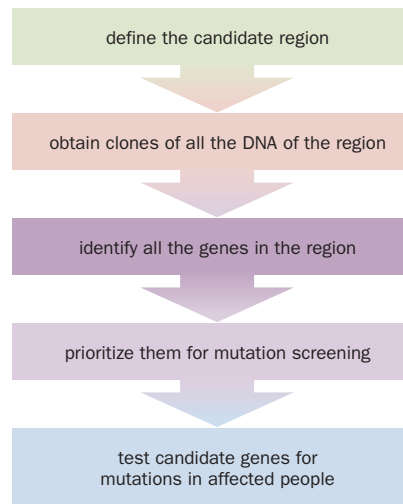 define the candidate region
obtain clones of all the DNA of the region
identify all the genes in the region
prioritize them for mutation screening
test candidate genes for
mutations in affected people